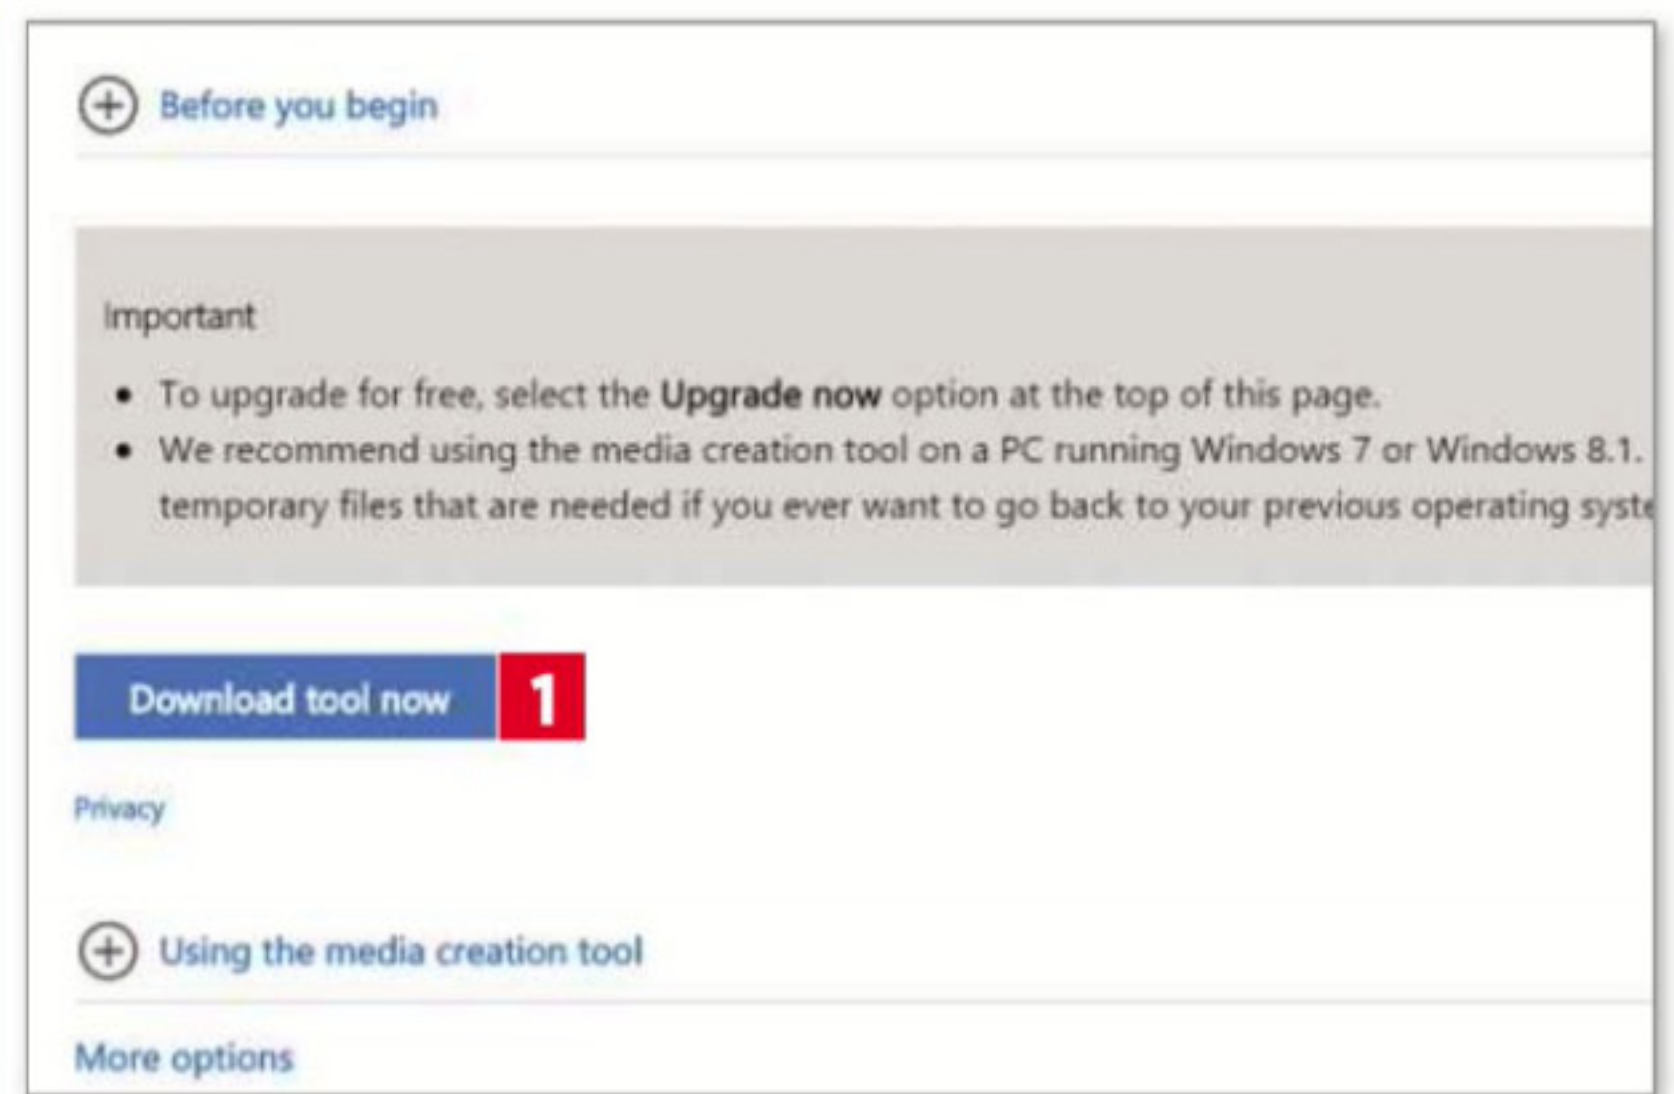 Before you begin
Important
• To upgrade for free, select the Upgrade now option at the top of this page.
• We recommend using the media creation tool on a PC running Windows 7 or Windows 8.1.
temporary files that are needed if you ever want to go back to your previous operating syste
Download tool now 1
Privacy
Using the media creation tool
More options